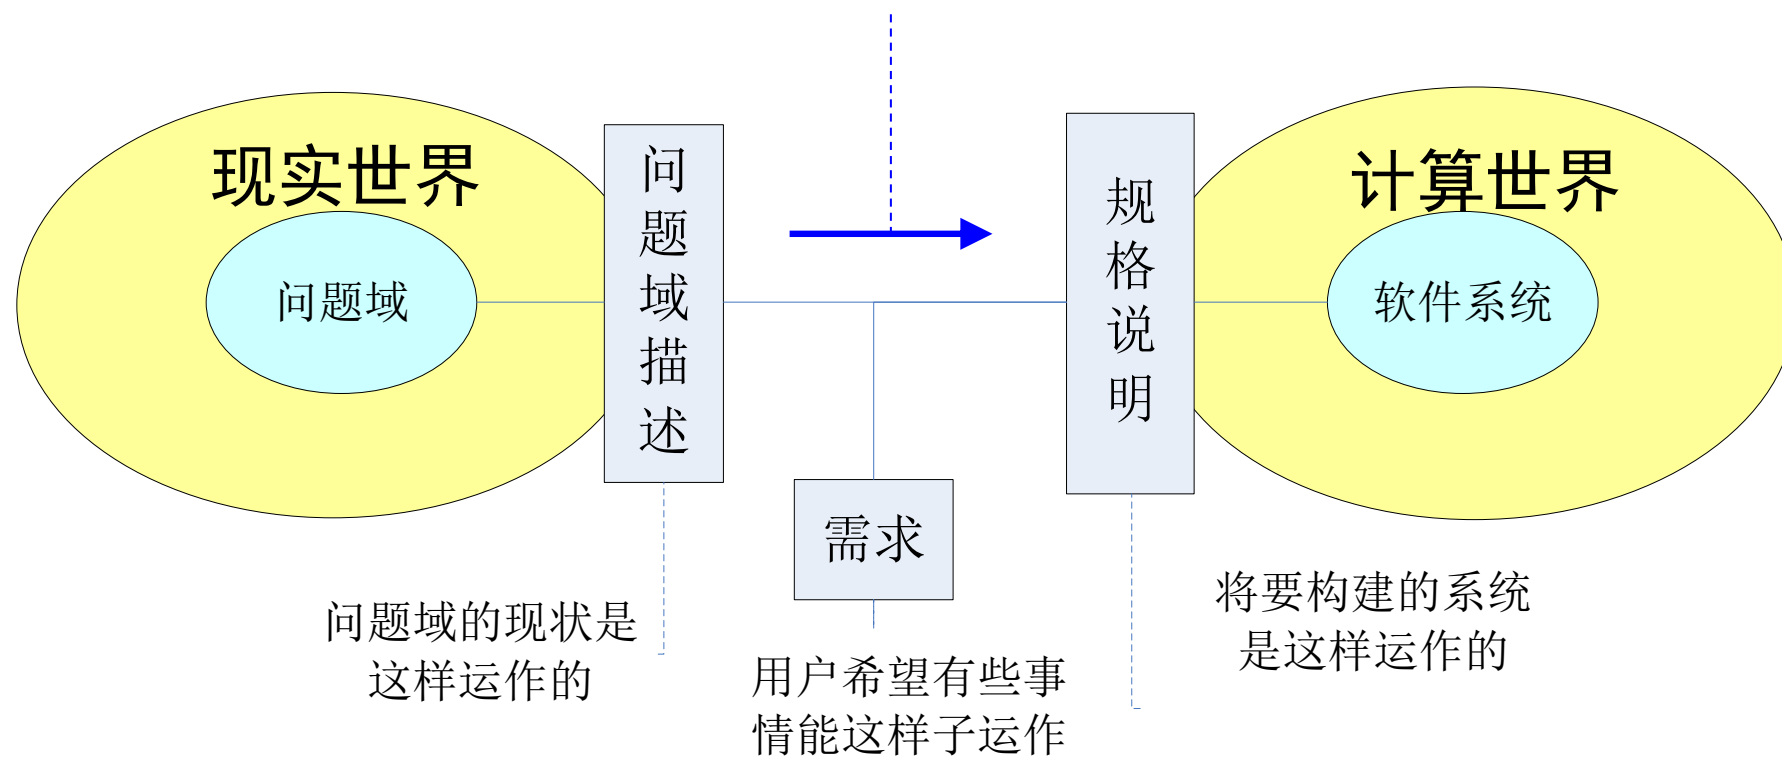 现实世界
问题域
问题域描述
规格说明
计算世界
软件系统
需求
问题域的现状是
这样运作的
用户希望有些事
情能这样子运作
将要构建的系统
是这样运作的